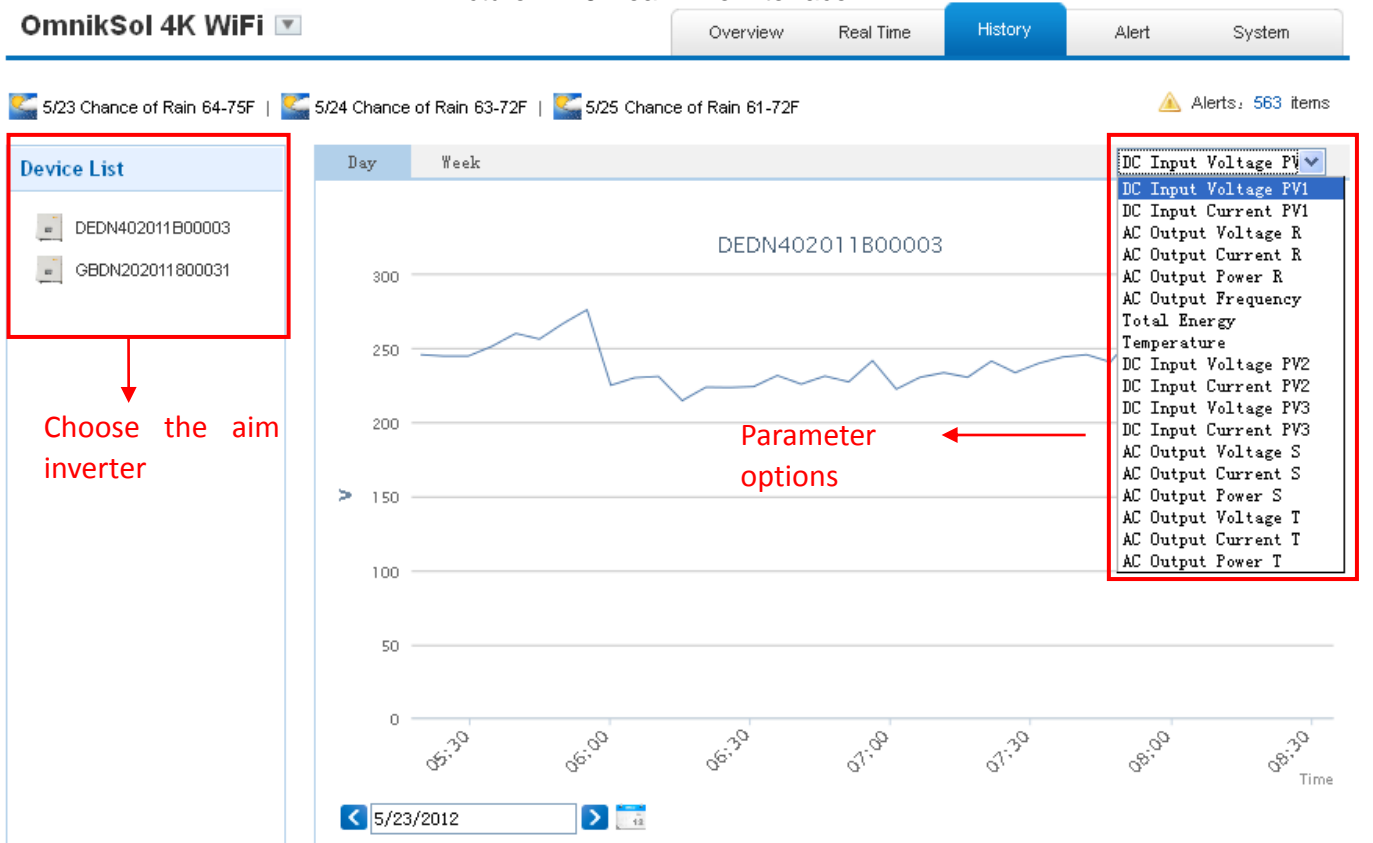 OmnikSol 4K WiFi
Overview
Real Time
History
Alert
System
5/23 Chance of Rain 64-75F | 5/24 Chance of Rain 63-72F | 5/25 Chance of Rain 61-72F
Alerts: 563 items
Device List
DEDN402011B00003
GBDN202011800031
Choose the aim
inverter
Day
Week
DC Input Voltage PV
DC Input Voltage PV1
DC Input Current PV1
AC Output Voltage R
AC Output Current R
AC Output Power R
AC Output Frequency
Total Energy
Temperature
DC Input Voltage PV2
DC Input Current PV2
DC Input Voltage PV3
DC Input Current PV3
AC Output Voltage S
AC Output Current S
AC Output Power S
AC Output Voltage T
AC Output Current T
AC Output Power T
Parameter
options
DEDN402011B00003
300
250
200
150
100
50
0
V
05:30
06:00
06:30
07:00
07:30
08:00
08:30
Time
5/23/2012
12